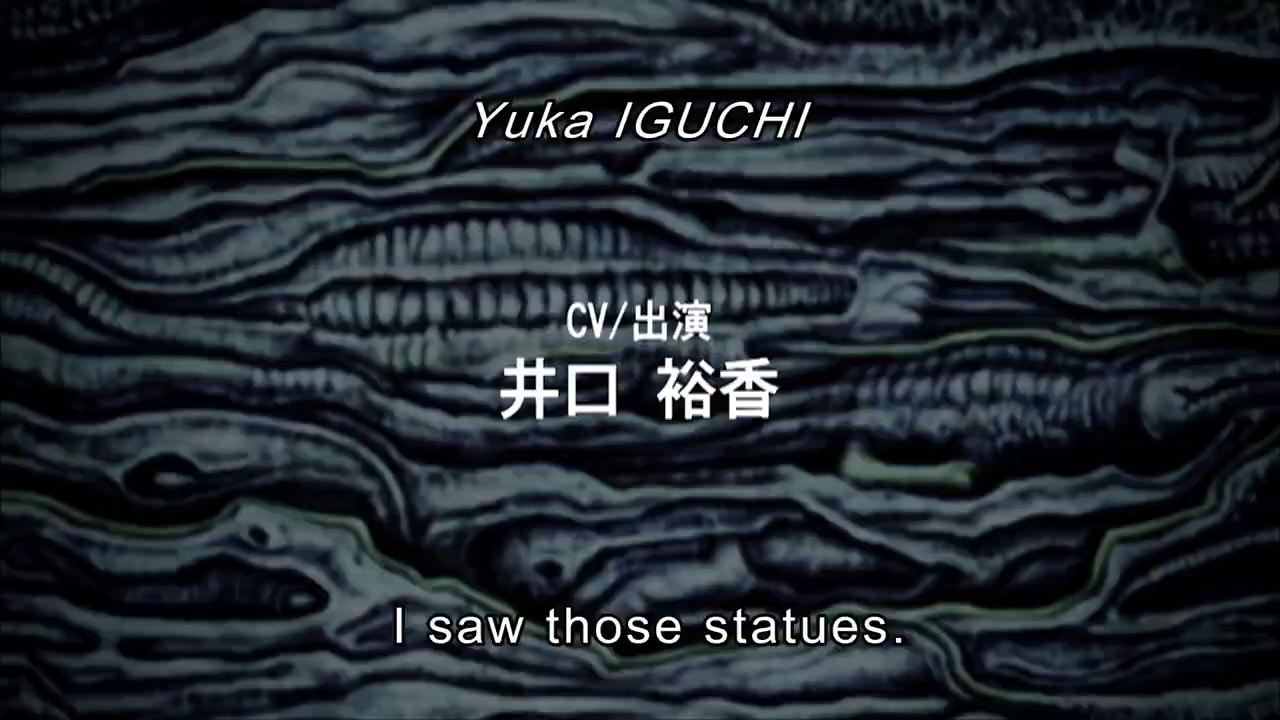 Yuka IGUCHI
CV/出演
井口 裕香
I saw those statues.